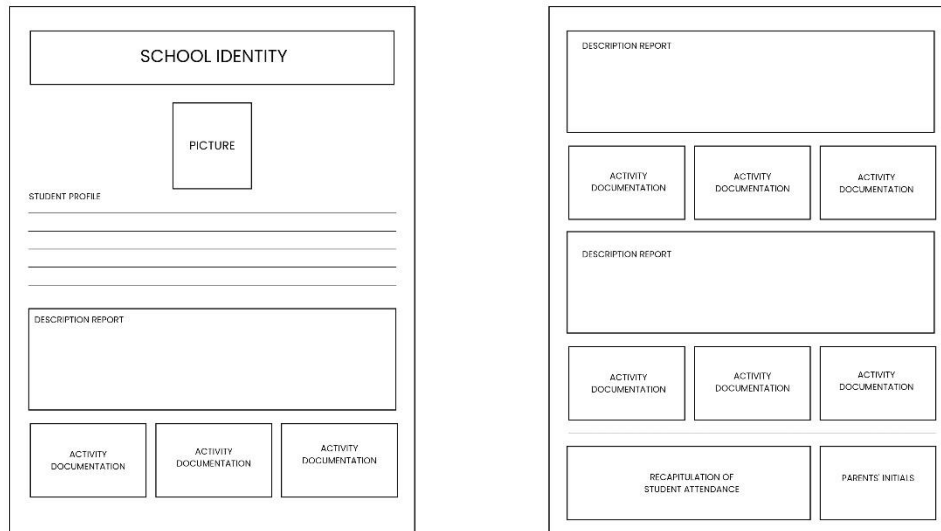 SCHOOL IDENTITY
PICTURE
STUDENT PROFILE
DESCRIPTION REPORT
ACTIVITY
DOCUMENTATION
ACTIVITY
DOCUMENTATION
ACTIVITY
DOCUMENTATION
DESCRIPTION REPORT
ACTIVITY
DOCUMENTATION
ACTIVITY
DOCUMENTATION
ACTIVITY
DOCUMENTATION
DESCRIPTION REPORT
ACTIVITY
DOCUMENTATION
ACTIVITY
DOCUMENTATION
ACTIVITY
DOCUMENTATION
RECAPITULATION OF
STUDENT ATTENDANCE
PARENTS' INITIALS